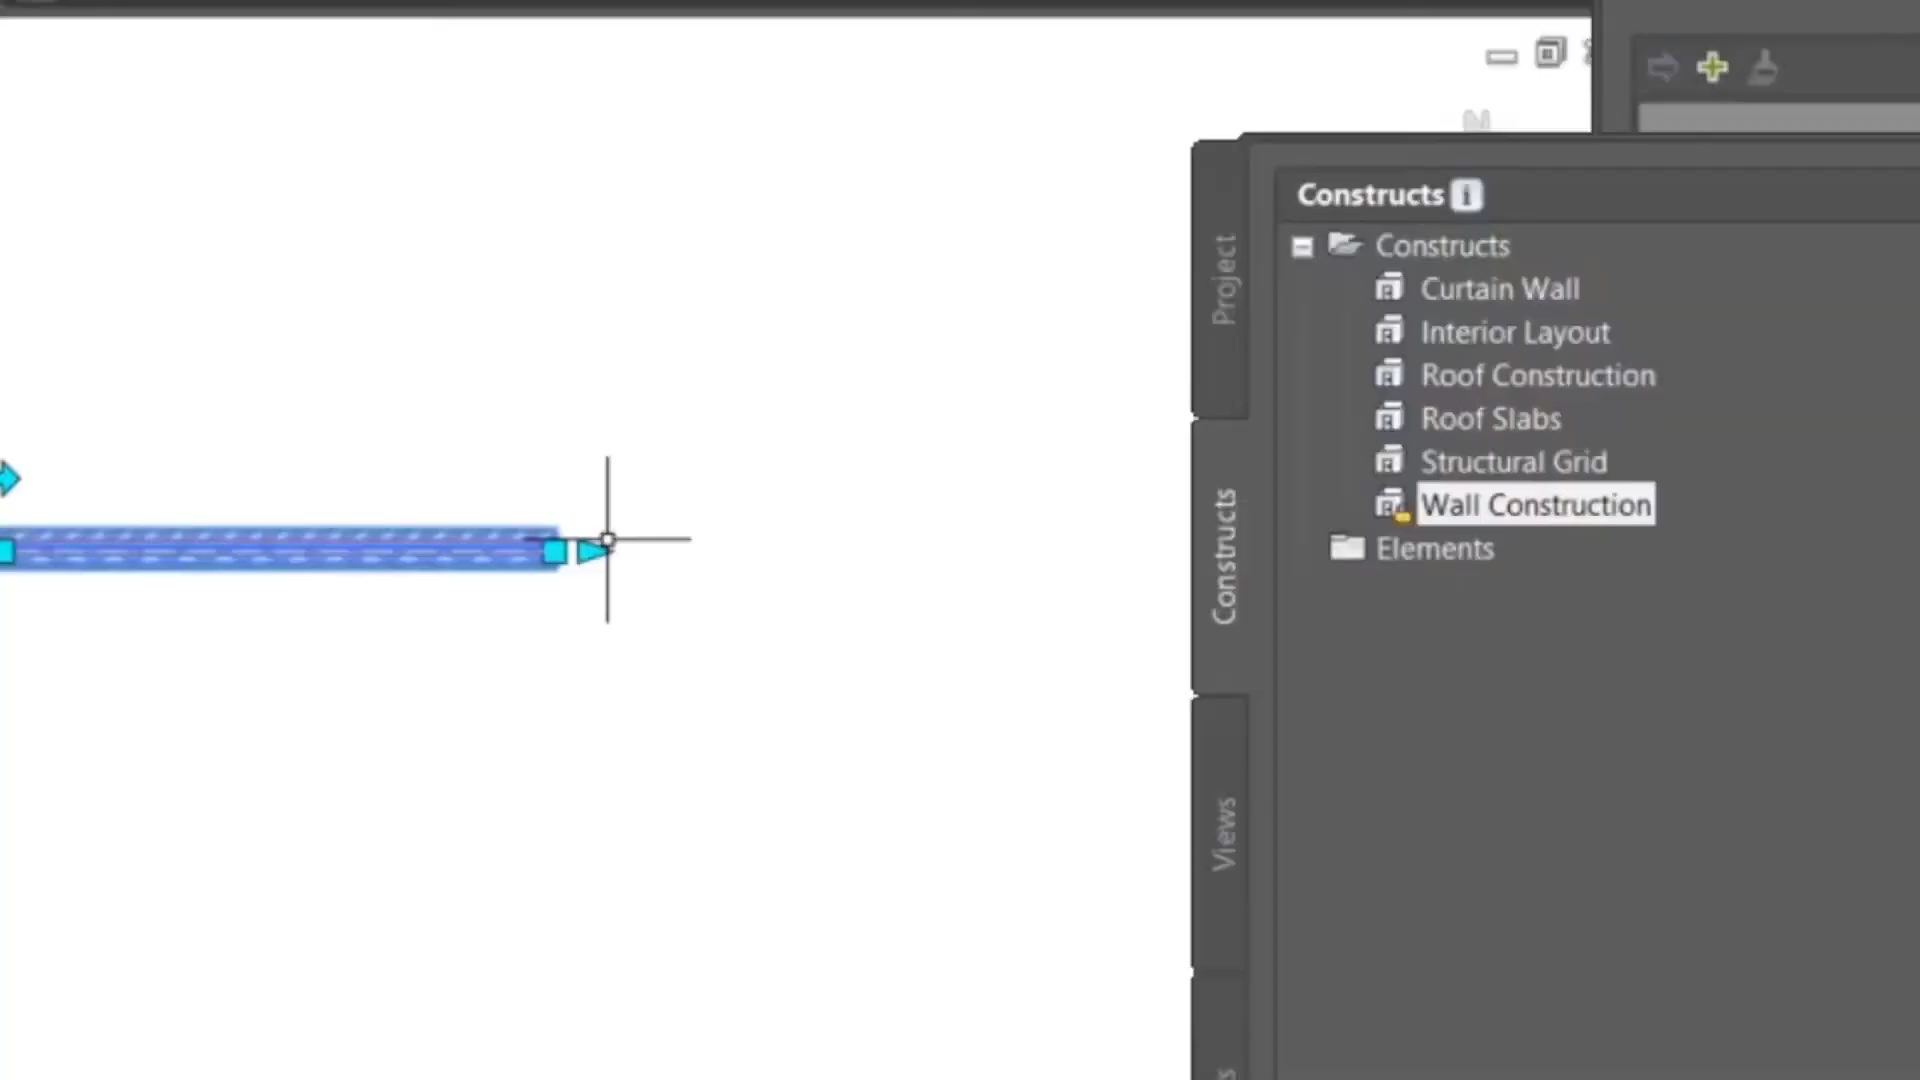 N
Constructs
Constructs
Curtain Wall
Interior Layout
Roof Construction
Roof Slabs
Structural Grid
Wall Construction
Elements
Project
Constructs
Views
s